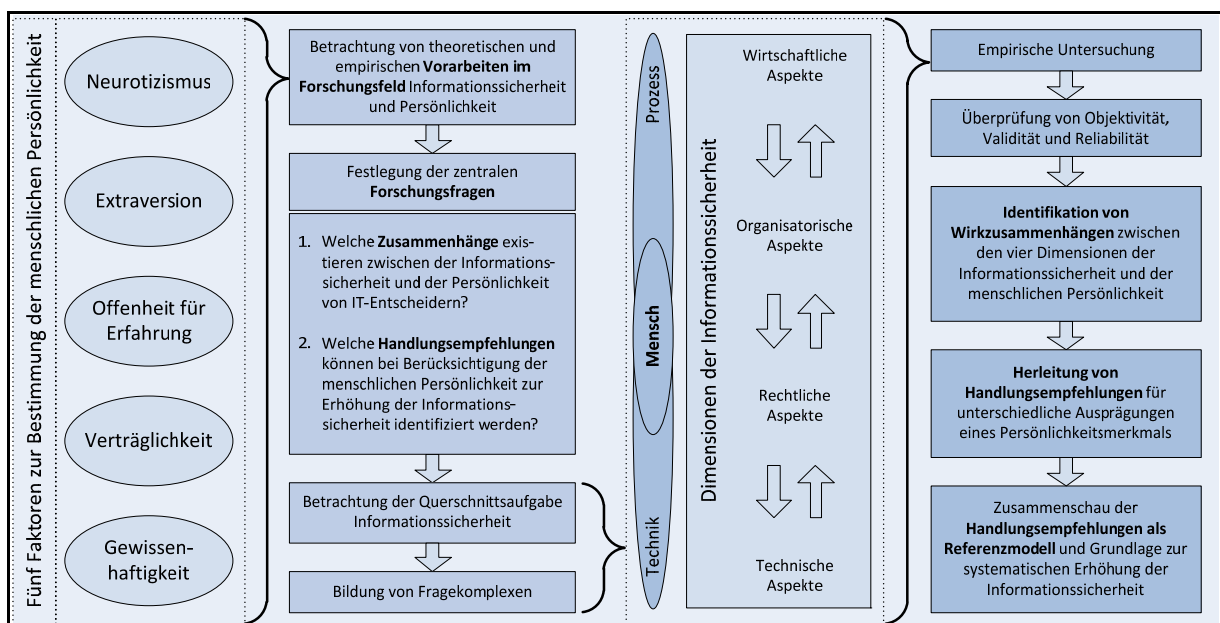 Fünf Faktoren zur Bestimmung der menschlichen Persönlichkeit
Neurotizismus
Extraversion
Offenheit für
Erfahrung
Verträglichkeit
Gewissen-
haftigkeit
Betrachtung von theoretischen und
empirischen Vorarbeiten im
Forschungsfeld Informationssicherheit
und Persönlichkeit
Festlegung der zentralen
Forschungsfragen
1. Welche Zusammenhänge exis-
tieren zwischen der Informations-
sicherheit und der Persönlichkeit
von IT-Entscheidern?
2. Welche Handlungsempfehlungen
können bei Berücksichtigung der
menschlichen Persönlichkeit zur
Erhöhung der Informations-
sicherheit identifiziert werden?
Betrachtung der Querschnittsaufgabe
Informationssicherheit
Bildung von Fragekomplexen
Prozess
Mensch
Technik
Dimensionen der Informationssicherheit
Wirtschaftliche
Aspekte
Organisatorische
Aspekte
Rechtliche
Aspekte
Technische
Aspekte
Empirische Untersuchung
Überprüfung von Objektivität,
Validität und Reliabilität
Identifikation von
Wirkzusammenhängen zwischen
den vier Dimensionen der
Informationssicherheit und der
menschlichen Persönlichkeit
Herleitung von
Handlungsempfehlungen für
unterschiedliche Ausprägungen
eines Persönlichkeitsmerkmals
Zusammenschau der
Handlungsempfehlungen als
Referenzmodell und Grundlage zur
systematischen Erhöhung der
Informationssicherheit